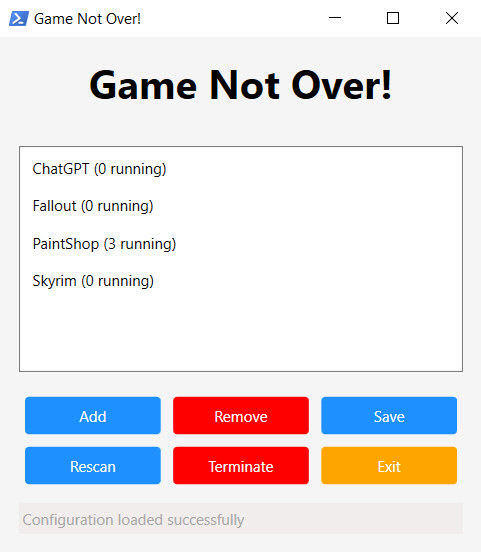 Game Not Over!
Game Not Over!
ChatGPT (0 running)
Fallout (0 running)
PaintShop (3 running)
Skyrim (0 running)
Add Remove Save
Rescan Terminate Exit
Configuration loaded successfully